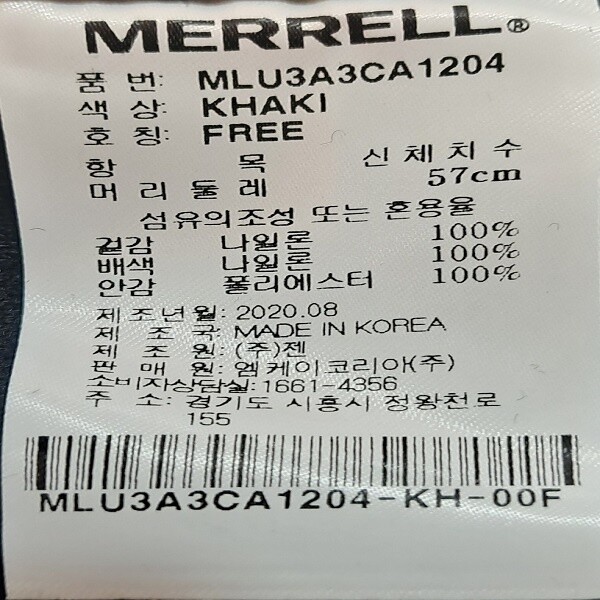 MERRELL®
품 번: MLU3A3CA1204
색 상: KHAKI
호 칭: FREE
항 목 신체치수
머리둘레 57cm
섬유의조성 또는 혼용율
겉감 나일론 100%
배색 나일론 100%
안감 폴리에스터 100%
제조년월: 2020.08
제 조 국: MADE IN KOREA
제 조 원: (주)젠
판 매 원: 엠케이코리아(주)
소비자상담실: 1661-4356
주 소: 경기도 시흥시 정왕천로
155
MLU3A3CA1204-KH-00F